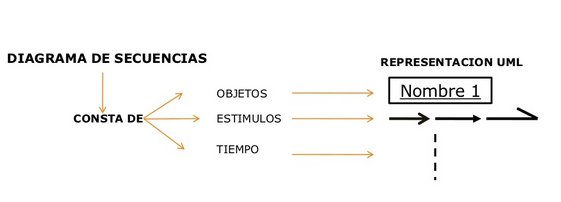 DIAGRAMA DE SECUENCIAS
REPRESENTACION UML
OBJETOS
Nombre 1
CONSTA DE
ESTIMULOS
TIEMPO